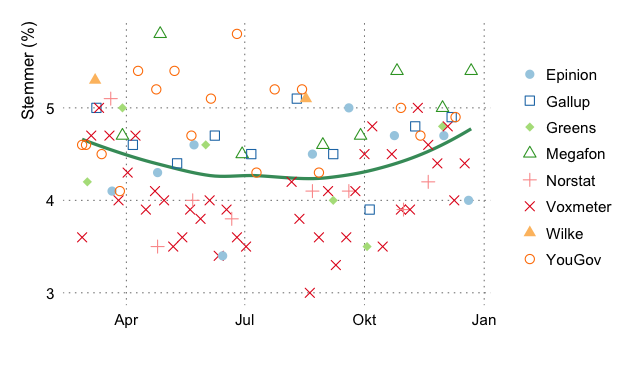 Stemmer (%)
5
4
3
Apr
Jul
Okt
Jan
Epinion
Gallup
Greens
Megafon
Norstat
Voxmeter
Wilke
YouGov